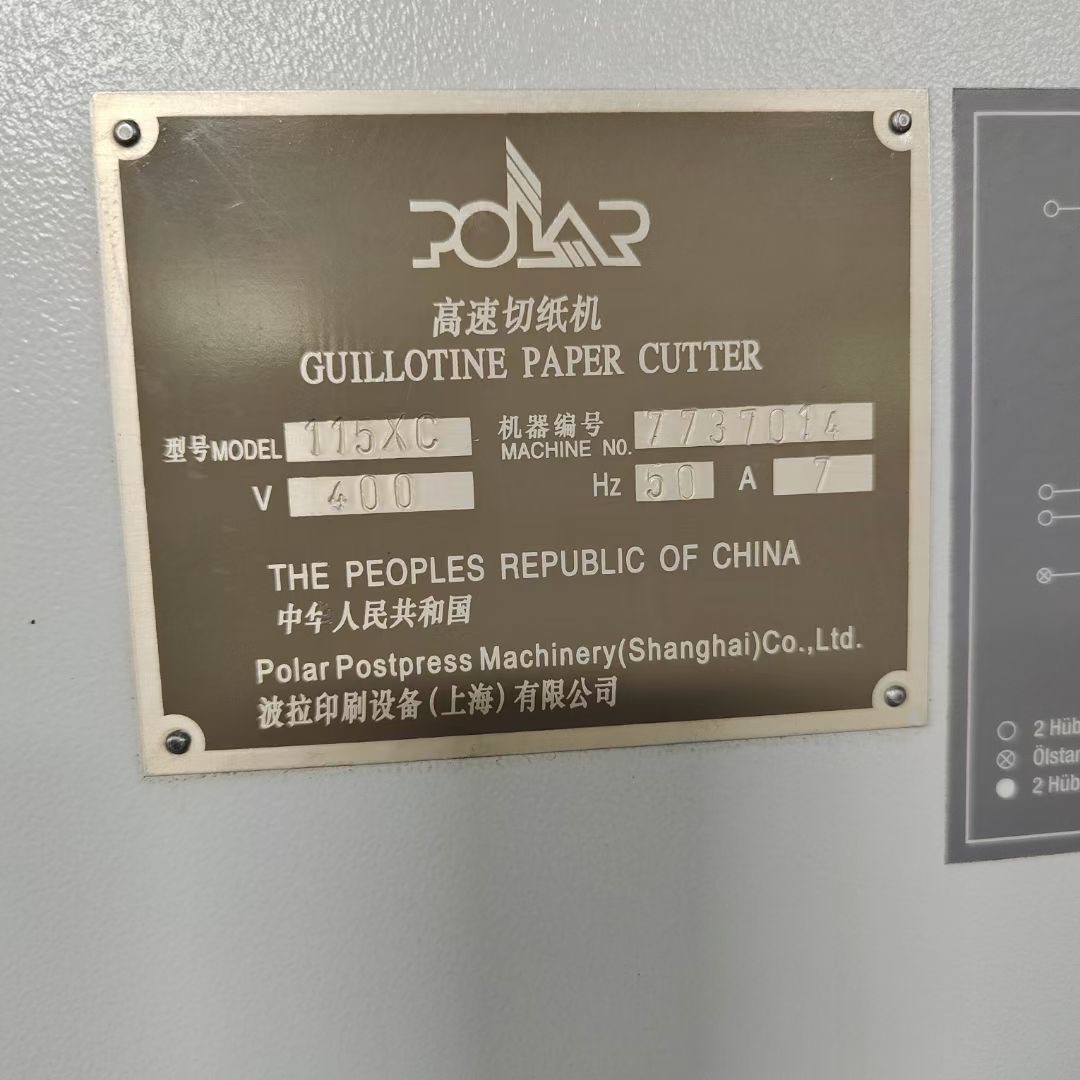 POLAR
高速切纸机
GUILLOTINE PAPER CUTTER
型号MODEL 115XC 机器编号 MACHINE NO. 7737014
V 400 Hz 50 A 7
THE PEOPLES REPUBLIC OF CHINA
中华人民共和国
Polar Postpress Machinery(Shanghai)Co.,Ltd.
波拉印刷设备(上海)有限公司
2 Hüb
Ölstan
2 Hüb